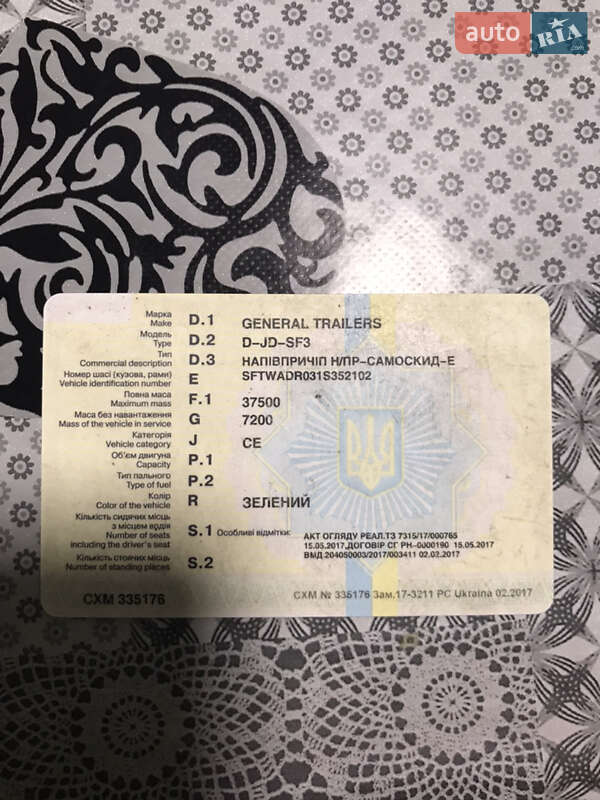 auto RIA .com
Марка
Make D.1 GENERAL TRAILERS
Модель
Type D.2 D-JD-SF3
Тип
Commercial description D.3 НАПІВПРИЧІП Н/ПР-САМОСКИД-Е
Номер шасі (кузова, рами)
Vehicle identification number E SFTWADR031S352102
Повна маса
Maximum mass F.1 37500
Маса без навантаження
Mass of the vehicle in service G 7200
Категорія
Vehicle category J CE
Об'єм двигуна
Capacity P.1
Тип пального
Type of fuel P.2
Колір
Color of the vehicle R ЗЕЛЕНИЙ
Кількість сидячих місць
з місцем водія
Number of seats
including the driver's seat S.1 Особливі відмітки: АКТ ОГЛЯДУ РЕАЛ.ТЗ 7315/17/000765
15.05.2017,ДОГОВІР СГ РН-0000190 15.05.2017
ВМД 204050003/2017/003411 02.02.2017
Кількість стоячих місць
Number of standing places S.2
СХМ 335176
СХМ № 335176 Зам.17-3211 PC Ukraina 02.2017